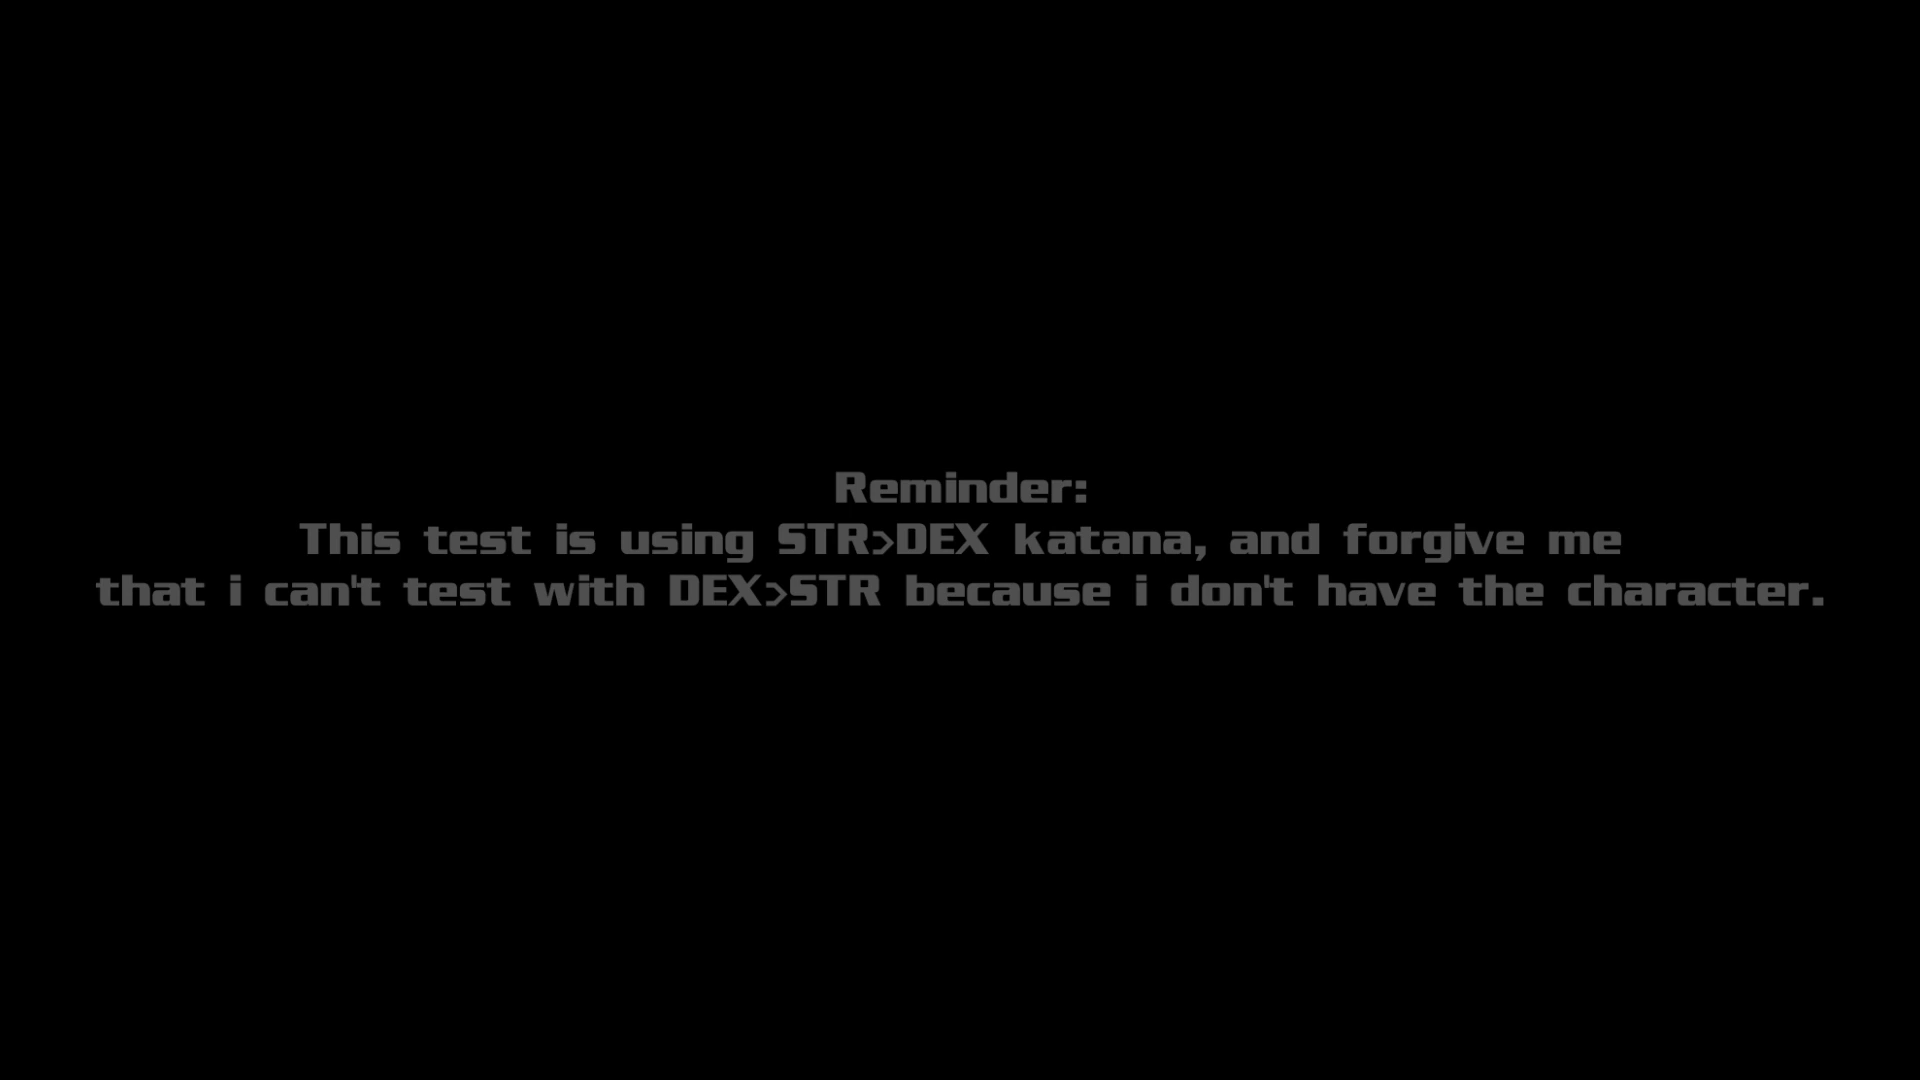 Reminder:
This test is using STR>DEX katana, and forgive me
that i can't test with DEX>STR because i don't have the character.